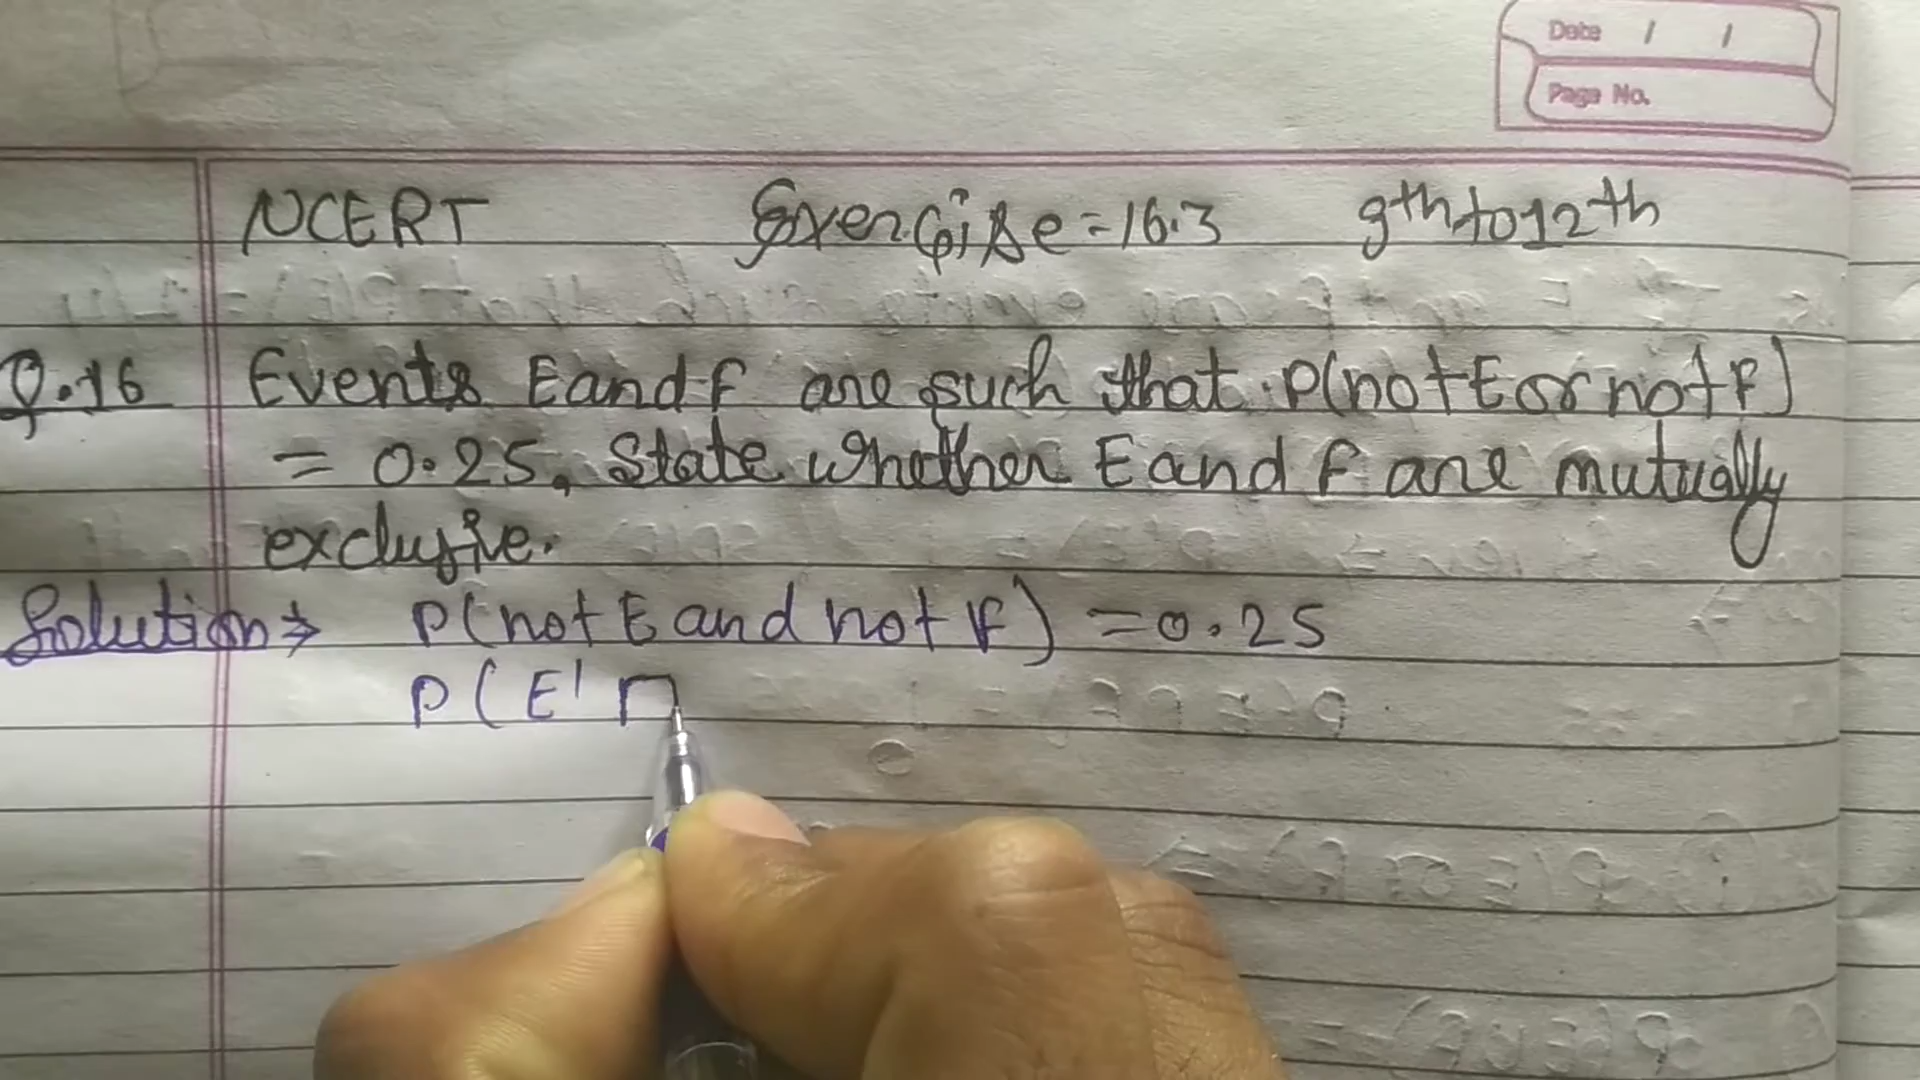 Date / /
Page No.
NCERT Exercise = 16.3 9th to 12th
Q.16 Events E and F are such that P(not E or not F)
= 0.25, State whether E and F are mutually
exclusive.
Solution⇒ P(not E and not F) = 0.25
P(E' ∩